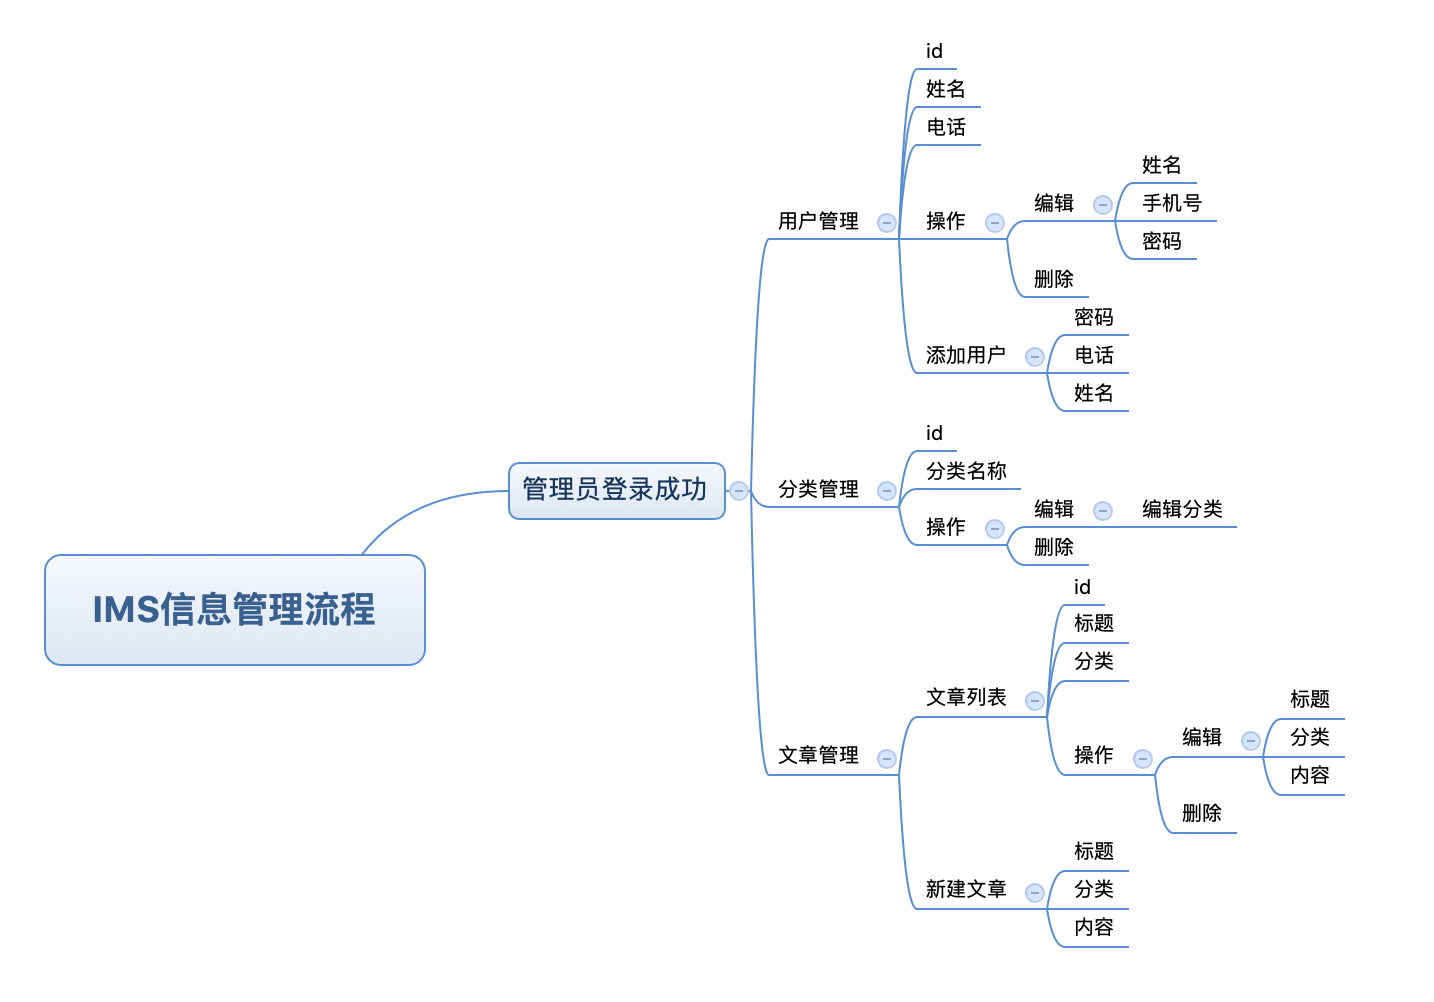 IMS信息管理流程
管理员登录成功
用户管理
id
姓名
电话
操作
编辑
姓名
手机号
密码
删除
添加用户
密码
电话
姓名
分类管理
id
分类名称
操作
编辑
编辑分类
删除
文章管理
文章列表
id
标题
分类
操作
编辑
标题
分类
内容
删除
新建文章
标题
分类
内容